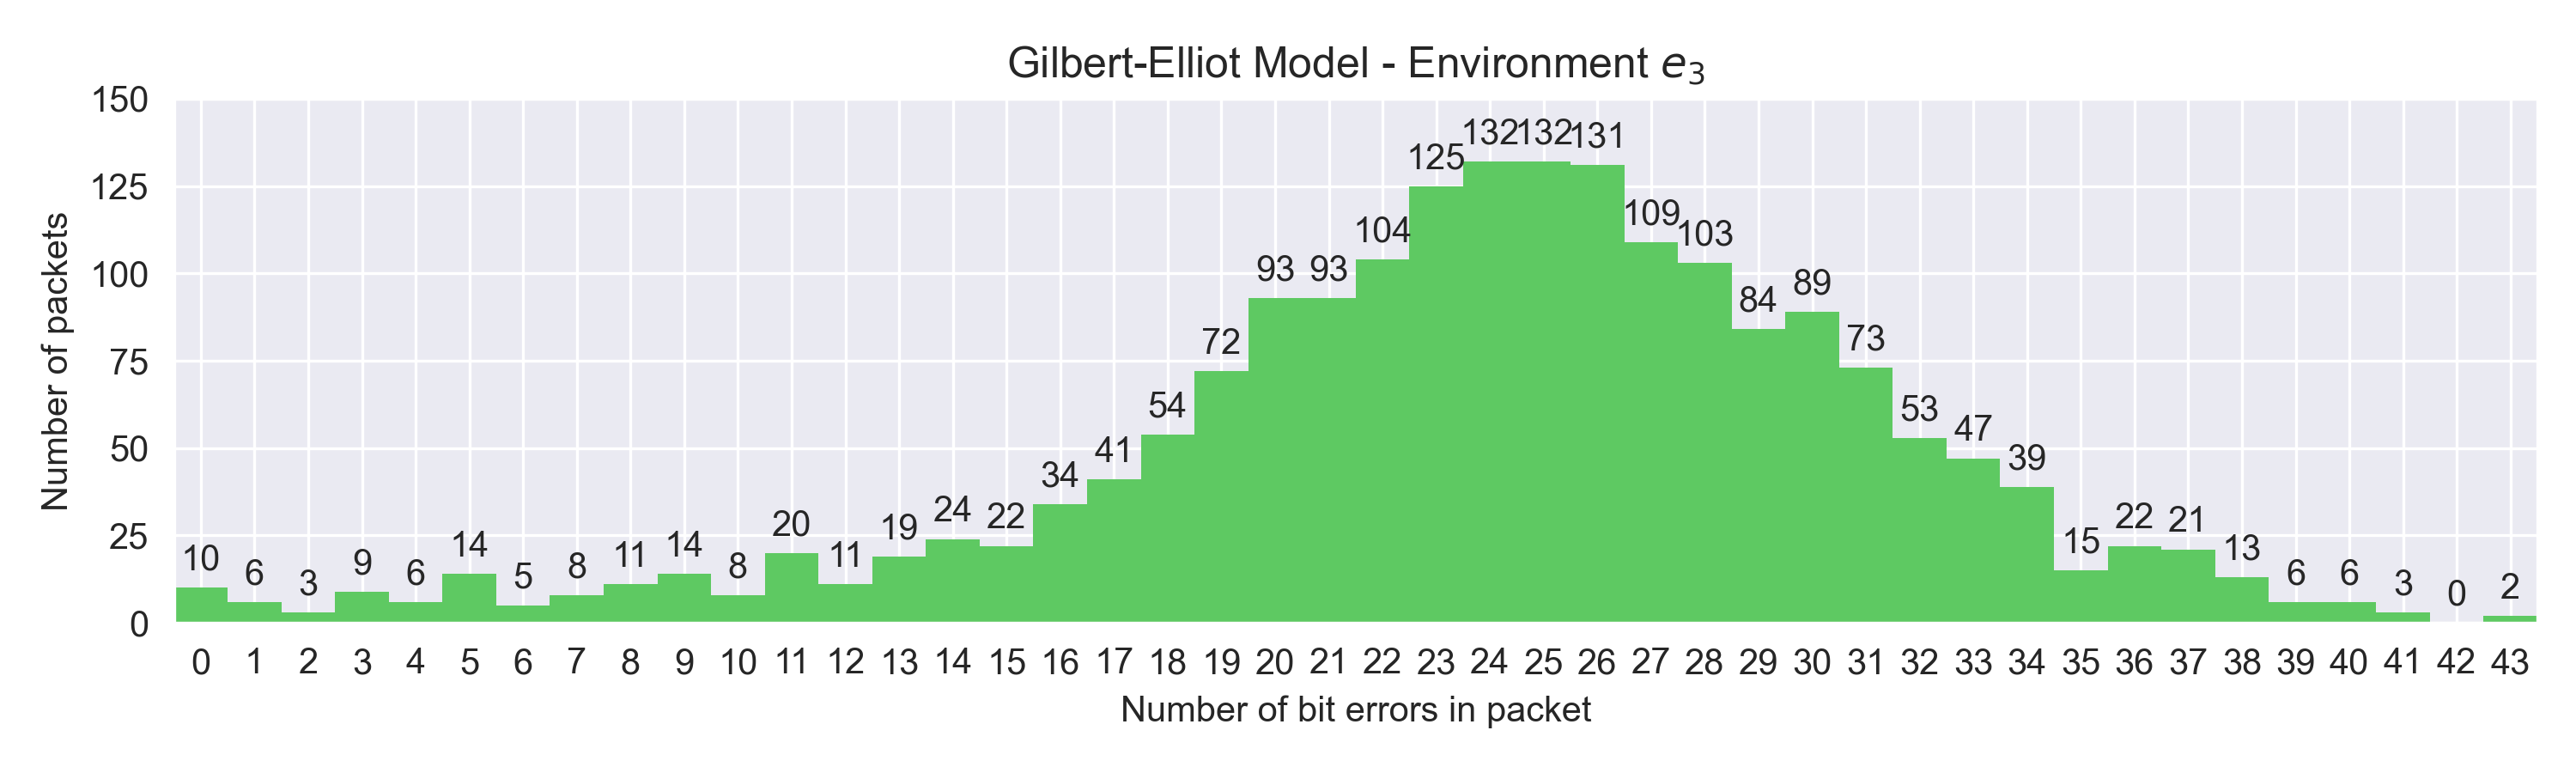 Gilbert-Elliot Model - Environment e₃
Number of packets
150
125
100
75
50
25
0
10 6 3 9 6 14 5 8 11 14 8 20 11 19 24 22 34 41 54 72 93 93 104 125 132 132 131 109 103 84 89 73 53 47 39 15 22 21 13 6 6 3 0 2
0 1 2 3 4 5 6 7 8 9 10 11 12 13 14 15 16 17 18 19 20 21 22 23 24 25 26 27 28 29 30 31 32 33 34 35 36 37 38 39 40 41 42 43
Number of bit errors in packet